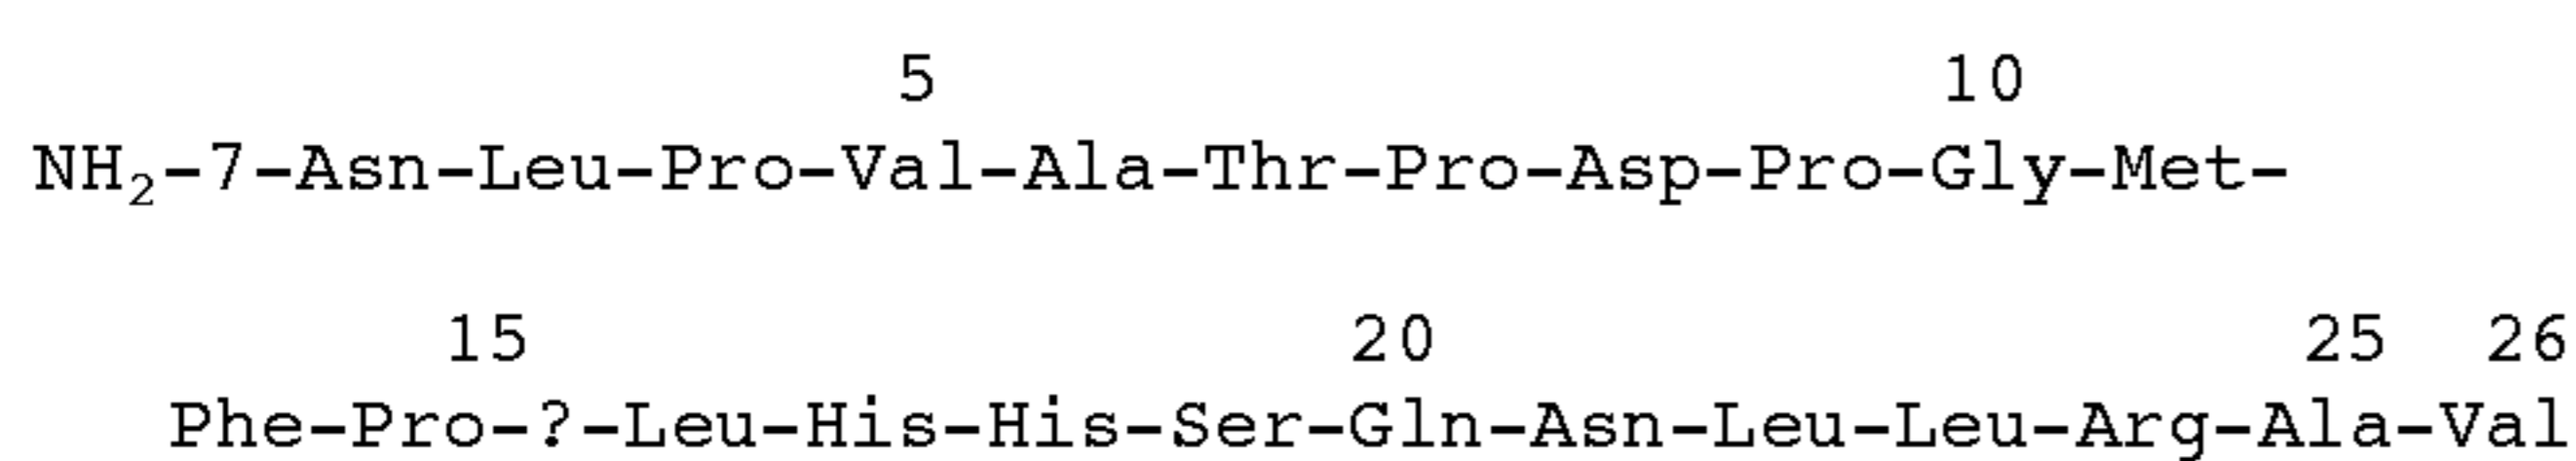 5 10
NH₂-7-Asn-Leu-Pro-Val-Ala-Thr-Pro-Asp-Pro-Gly-Met-
15 20 25 26
Phe-Pro-?-Leu-His-His-Ser-Gln-Asn-Leu-Leu-Arg-Ala-Val